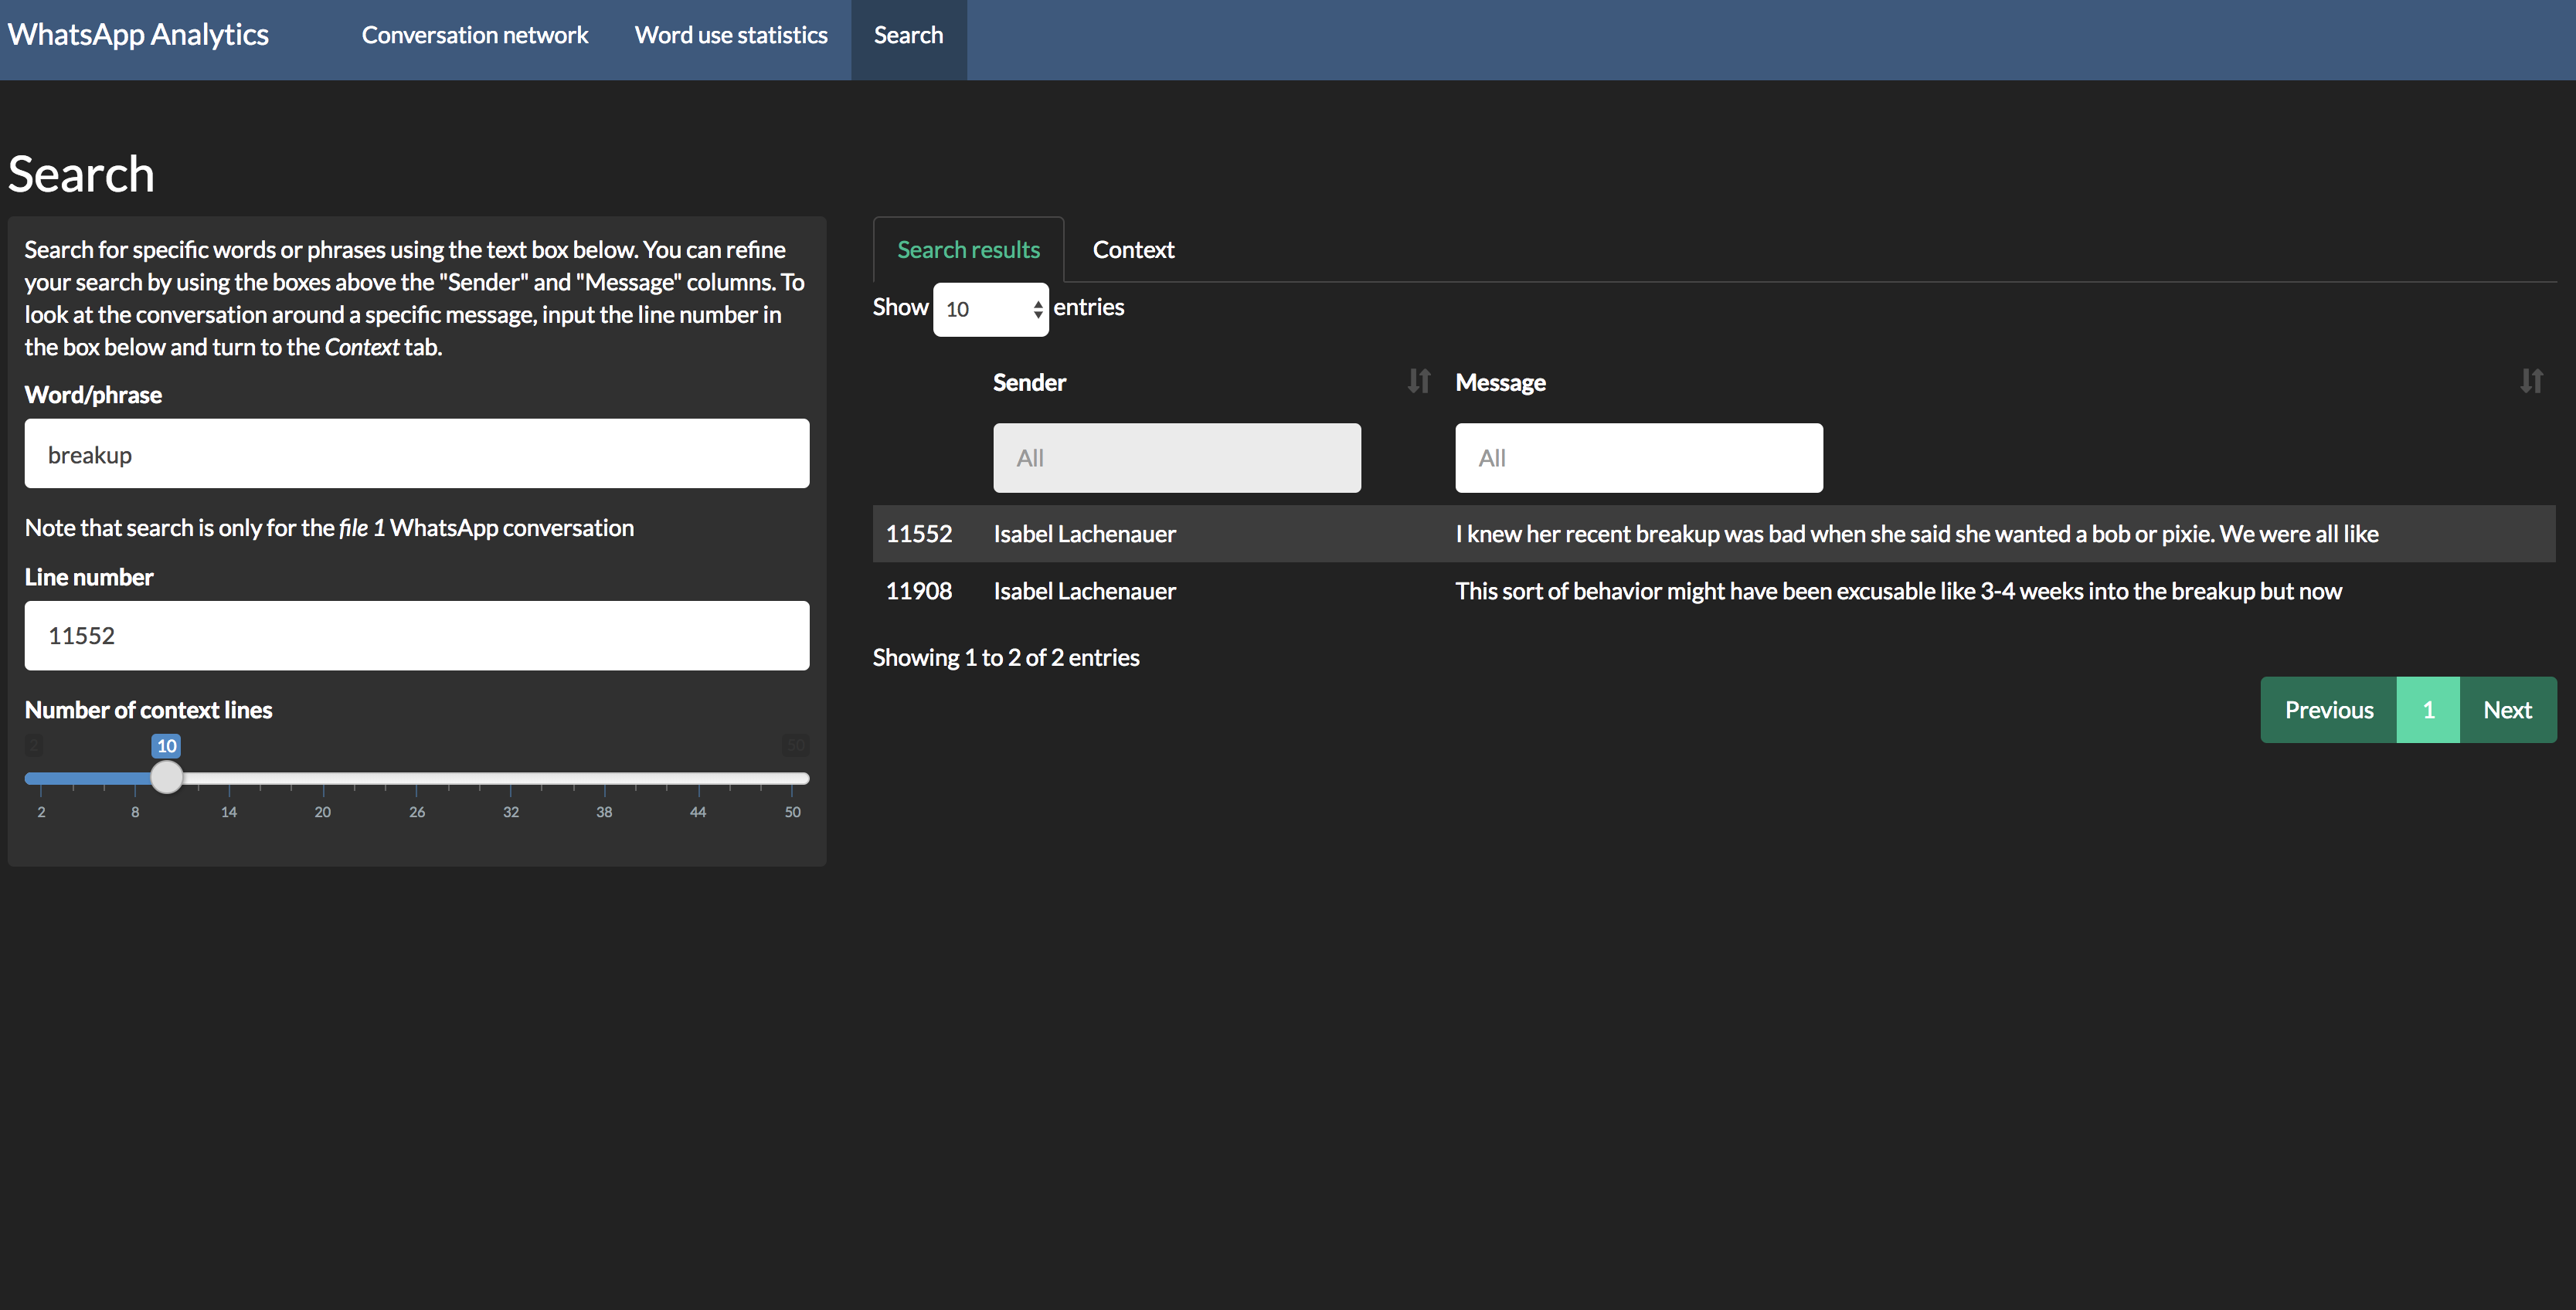 WhatsApp Analytics
Conversation network
Word use statistics
Search
Search
Search for specific words or phrases using the text box below. You can refine
your search by using the boxes above the "Sender" and "Message" columns. To
look at the conversation around a specific message, input the line number in
the box below and turn to the Context tab.
Word/phrase
breakup
Note that search is only for the file 1 WhatsApp conversation
Line number
11552
Number of context lines
2 10 50
2 8 14 20 26 32 38 44 50
Search results
Context
Show 10 entries
Sender Message
All All
11552 Isabel Lachenauer I knew her recent breakup was bad when she said she wanted a bob or pixie. We were all like
11908 Isabel Lachenauer This sort of behavior might have been excusable like 3-4 weeks into the breakup but now
Showing 1 to 2 of 2 entries
Previous 1 Next